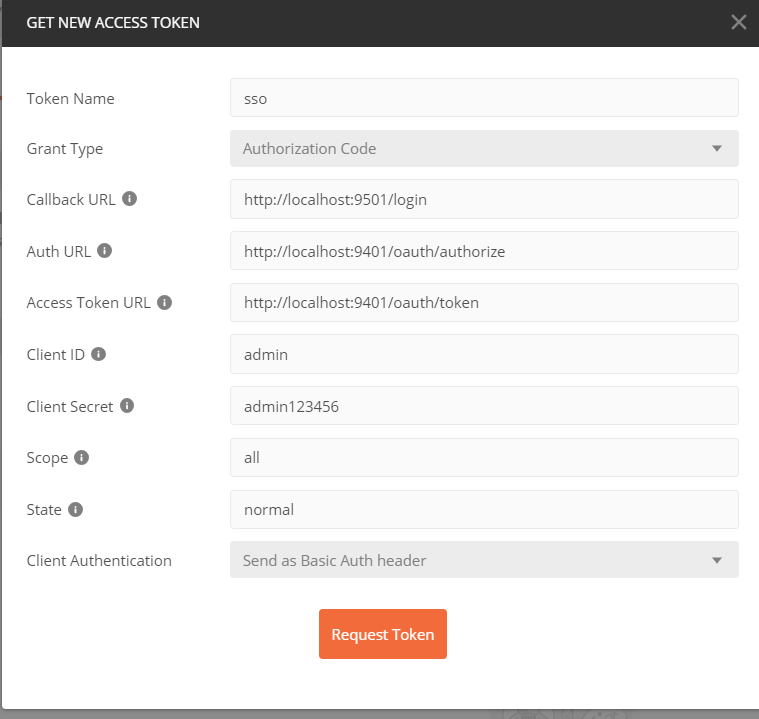 GET NEW ACCESS TOKEN
Token Name sso
Grant Type Authorization Code
Callback URL http://localhost:9501/login
Auth URL http://localhost:9401/oauth/authorize
Access Token URL http://localhost:9401/oauth/token
Client ID admin
Client Secret admin123456
Scope all
State normal
Client Authentication Send as Basic Auth header
Request Token